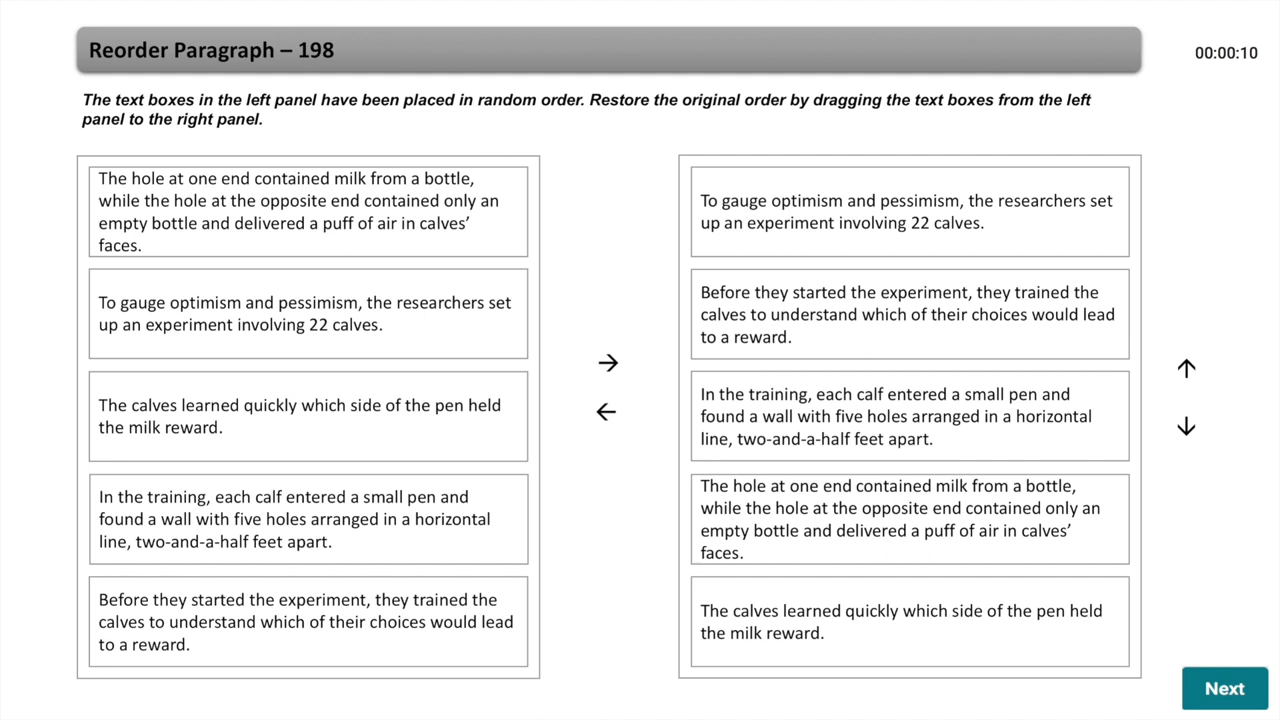 Reorder Paragraph – 198
00:00:10
The text boxes in the left panel have been placed in random order. Restore the original order by dragging the text boxes from the left
panel to the right panel.
The hole at one end contained milk from a bottle,
while the hole at the opposite end contained only an
empty bottle and delivered a puff of air in calves’
faces.
To gauge optimism and pessimism, the researchers set
up an experiment involving 22 calves.
The calves learned quickly which side of the pen held
the milk reward.
In the training, each calf entered a small pen and
found a wall with five holes arranged in a horizontal
line, two-and-a-half feet apart.
Before they started the experiment, they trained the
calves to understand which of their choices would lead
to a reward.
To gauge optimism and pessimism, the researchers set
up an experiment involving 22 calves.
Before they started the experiment, they trained the
calves to understand which of their choices would lead
to a reward.
In the training, each calf entered a small pen and
found a wall with five holes arranged in a horizontal
line, two-and-a-half feet apart.
The hole at one end contained milk from a bottle,
while the hole at the opposite end contained only an
empty bottle and delivered a puff of air in calves’
faces.
The calves learned quickly which side of the pen held
the milk reward.
Next